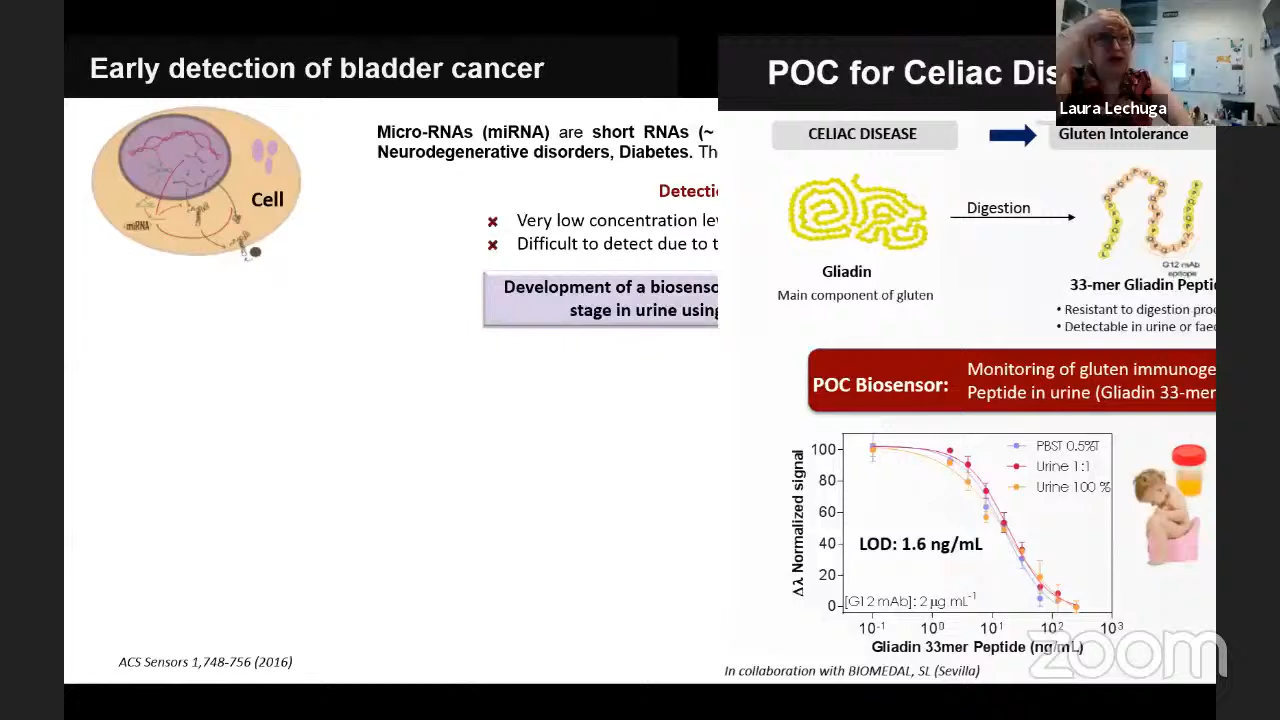 Early detection of bladder cancer
Cell
miRNA
Micro-RNAs (miRNA) are short RNAs (~
Neurodegenerative disorders, Diabetes. Th
Detectio
✖ Very low concentration lev
✖ Difficult to detect due to t
Development of a biosenso
stage in urine using
ACS Sensors 1,748-756 (2016)
POC for Celiac Dis
Laura Lechuga
CELIAC DISEASE
Gluten Intolerance
Digestion
G12 mAb
epitope
Gliadin
Main component of gluten
33-mer Gliadin Peptid
• Resistant to digestion proc
• Detectable in urine or faec
POC Biosensor:
Monitoring of gluten immunoge
Peptide in urine (Gliadin 33-mer
Δλ Normalized signal
100
80
60
40
20
0
PBST 0.5%T
Urine 1:1
Urine 100 %
LOD: 1.6 ng/mL
[G12 mAb]: 2 μg mL⁻¹
10⁻¹ 10⁰ 10¹ 10² 10³
Gliadin 33mer Peptide (ng/mL)
In collaboration with BIOMEDAL, SL (Sevilla)
zoom